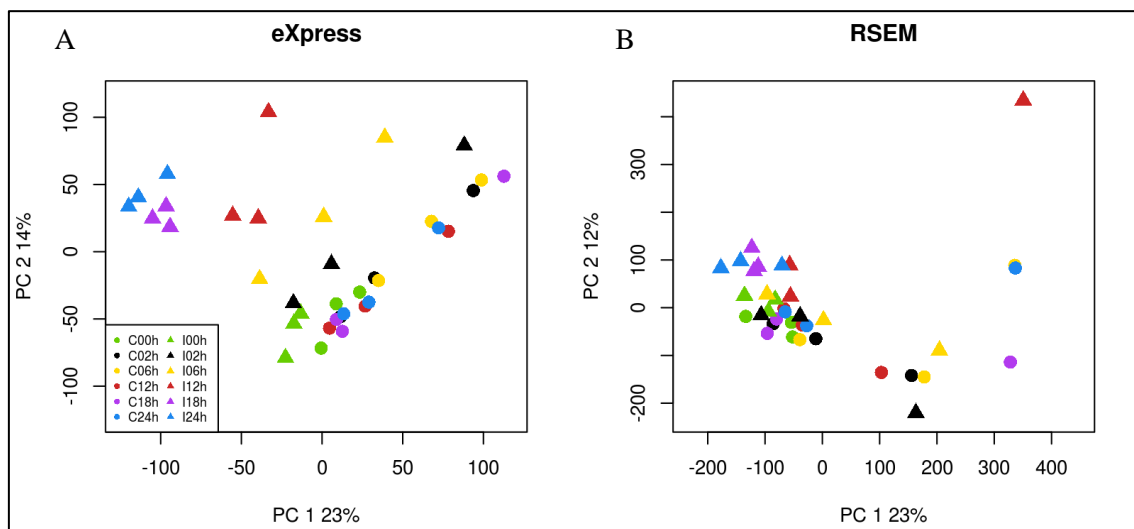 A
eXpress
B
RSEM
PC 2 14%
100
50
0
-50
-100
C00h I00h
C02h I02h
C06h I06h
C12h I12h
C18h I18h
C24h I24h
-100 -50 0 50 100
PC 1 23%
PC 2 12%
400
300
100
0
-200
-200 -100 0 100 200 300 400
PC 1 23%